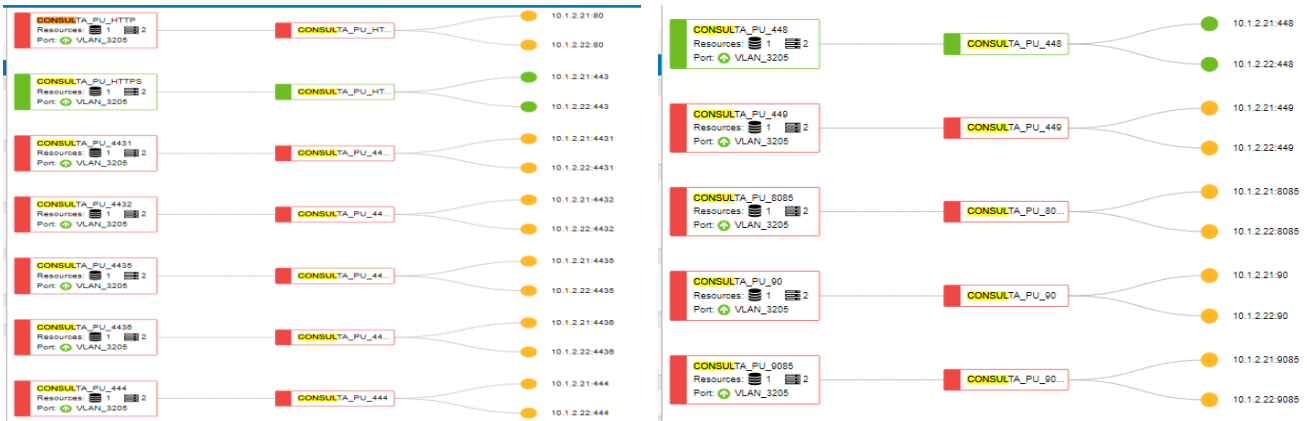 CONSULTA_PU_HTTP
Resources: 1 2
Port: VLAN_3205
CONSULTA_PU_HT...
10.1.2.21:80
10.1.2.22:80
CONSULTA_PU_HTTPS
Resources: 1 2
Port: VLAN_3205
CONSULTA_PU_HT...
10.1.2.21:443
10.1.2.22:443
CONSULTA_PU_4431
Resources: 1 2
Port: VLAN_3205
CONSULTA_PU_44...
10.1.2.21:4431
10.1.2.22:4431
CONSULTA_PU_4432
Resources: 1 2
Port: VLAN_3205
CONSULTA_PU_44...
10.1.2.21:4432
10.1.2.22:4432
CONSULTA_PU_4435
Resources: 1 2
Port: VLAN_3205
CONSULTA_PU_44...
10.1.2.21:4435
10.1.2.22:4435
CONSULTA_PU_4436
Resources: 1 2
Port: VLAN_3205
CONSULTA_PU_44...
10.1.2.21:4436
10.1.2.22:4436
CONSULTA_PU_444
Resources: 1 2
Port: VLAN_3205
CONSULTA_PU_444
10.1.2.21:444
10.1.2.22:444
CONSULTA_PU_448
Resources: 1 2
Port: VLAN_3205
CONSULTA_PU_448
10.1.2.21:448
10.1.2.22:448
CONSULTA_PU_449
Resources: 1 2
Port: VLAN_3205
CONSULTA_PU_449
10.1.2.21:449
10.1.2.22:449
CONSULTA_PU_8085
Resources: 1 2
Port: VLAN_3205
CONSULTA_PU_80...
10.1.2.21:8085
10.1.2.22:8085
CONSULTA_PU_90
Resources: 1 2
Port: VLAN_3205
CONSULTA_PU_90
10.1.2.21:90
10.1.2.22:90
CONSULTA_PU_9085
Resources: 1 2
Port: VLAN_3205
CONSULTA_PU_90...
10.1.2.21:9085
10.1.2.22:9085